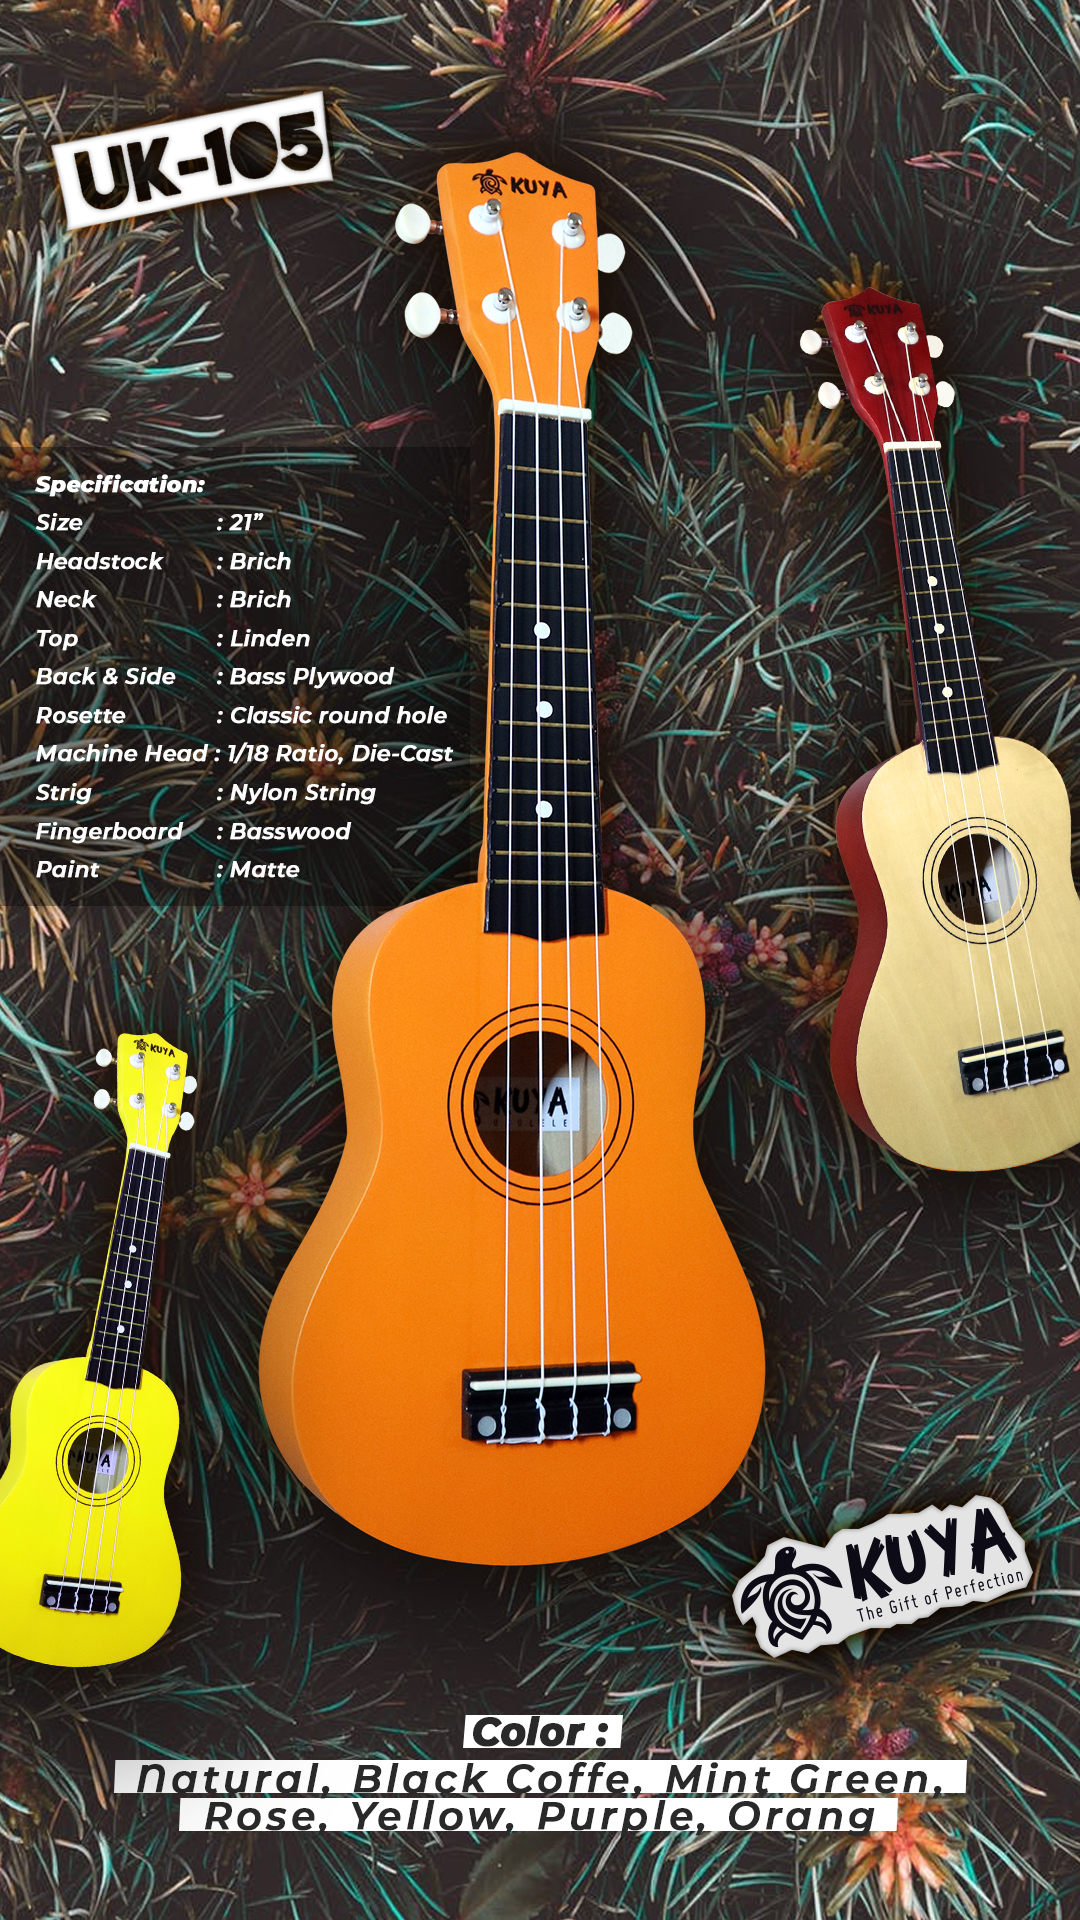 UK-105
KUYA
KUYA
Specification:
Size : 21”
Headstock : Brich
Neck : Brich
Top : Linden
Back & Side : Bass Plywood
Rosette : Classic round hole
Machine Head : 1/18 Ratio, Die-Cast
Strig : Nylon String
Fingerboard : Basswood
Paint : Matte
KUYA
KUYA
KUYA
KUYA
KUYA
The Gift of Perfection
Color :
Natural, Black Coffe, Mint Green,
Rose, Yellow, Purple, Orang